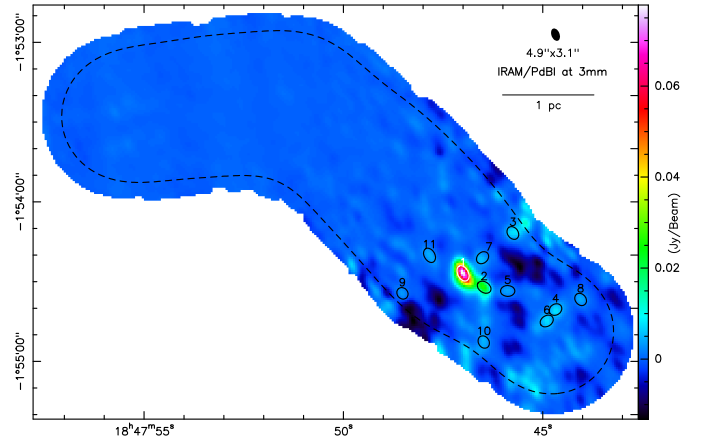 −1°53'00"
4.9"x3.1"
IRAM/PdBI at 3mm
1 pc
0.06
−1°54'00"
0.04
(Jy/Beam)
3
11
7
1
0.02
2
5
9
8
4
6
10
0
−1°55'00"
18ʰ47ᵐ55ˢ
50ˢ
45ˢ